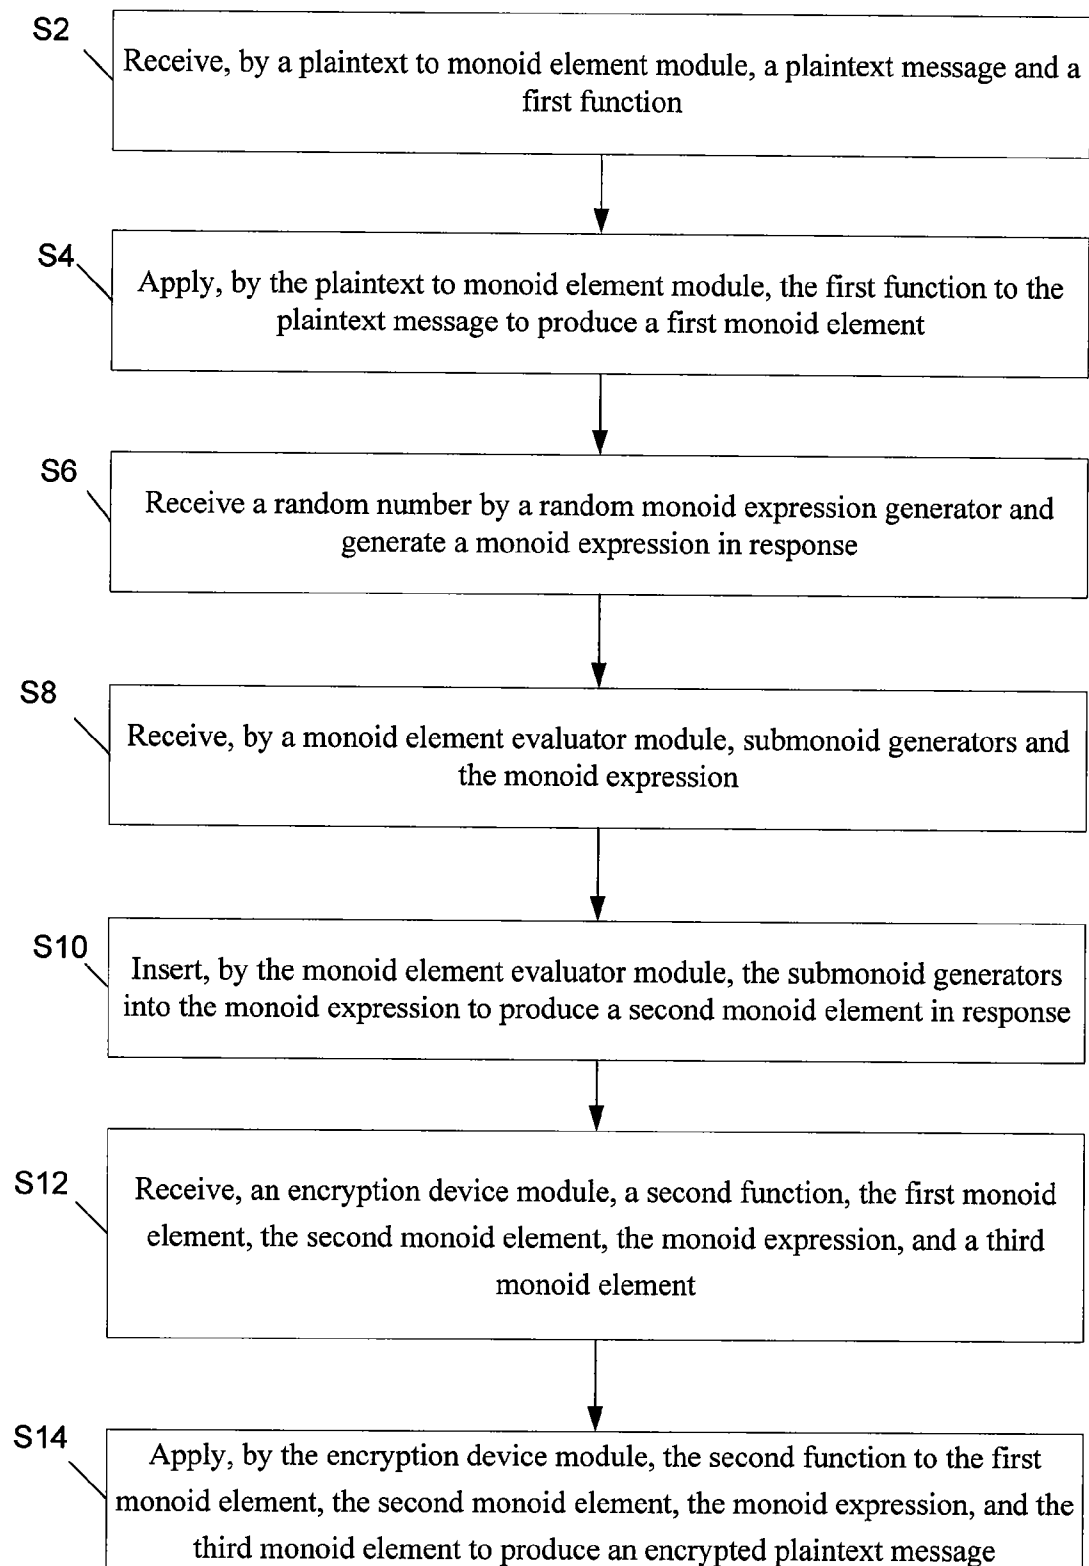 S2
Receive, by a plaintext to monoid element module, a plaintext message and a
first function
S4
Apply, by the plaintext to monoid element module, the first function to the
plaintext message to produce a first monoid element
S6
Receive a random number by a random monoid expression generator and
generate a monoid expression in response
S8
Receive, by a monoid element evaluator module, submonoid generators and
the monoid expression
S10
Insert, by the monoid element evaluator module, the submonoid generators
into the monoid expression to produce a second monoid element in response
S12
Receive, an encryption device module, a second function, the first monoid
element, the second monoid element, the monoid expression, and a third
monoid element
S14
Apply, by the encryption device module, the second function to the first
monoid element, the second monoid element, the monoid expression, and the
third monoid element to produce an encrypted plaintext message